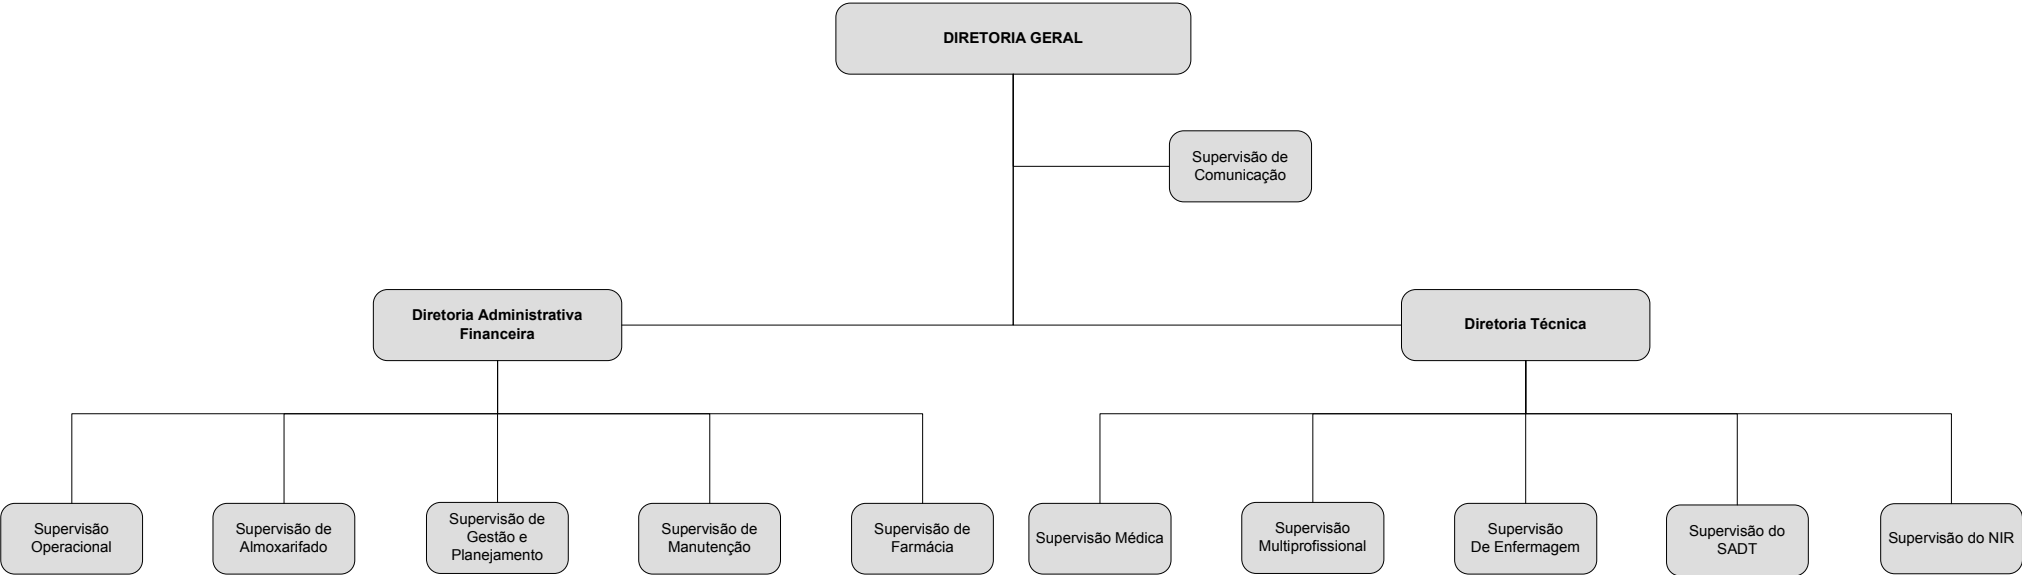 DIRETORIA GERAL
Supervisão de
Comunicação
Diretoria Administrativa
Financeira
Diretoria Técnica
Supervisão
Operacional
Supervisão de
Almoxarifado
Supervisão de
Gestão e
Planejamento
Supervisão de
Manutenção
Supervisão de
Farmácia
Supervisão Médica
Supervisão
Multiprofissional
Supervisão
De Enfermagem
Supervisão do
SADT
Supervisão do NIR